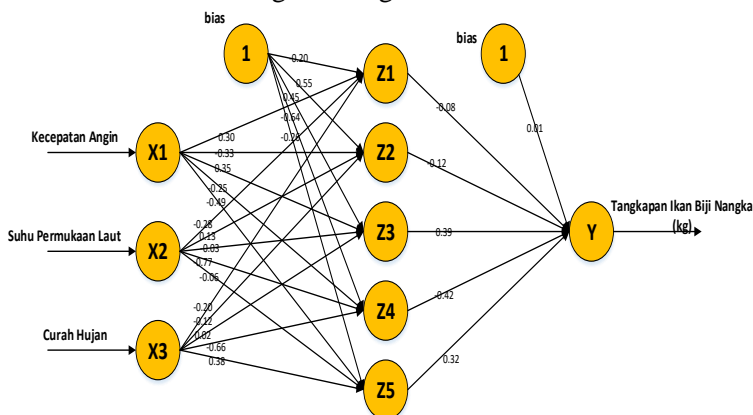 bias
1
0.20
0.55
0.45
-0.64
Z1
bias
1
-0.08
0.01
Kecepatan Angin
X1
0.30
-0.33
0.35
0.25
-0.49
Z2
-0.12
Suhu Permukaan Laut
X2
-0.28
0.13
-0.03
0.77
-0.06
Z3
0.39
Y
Tangkapan Ikan Biji Nangka
(kg)
Curah Hujan
X3
-0.20
-0.12
0.02
-0.66
0.38
Z4
-0.42
Z5
0.32